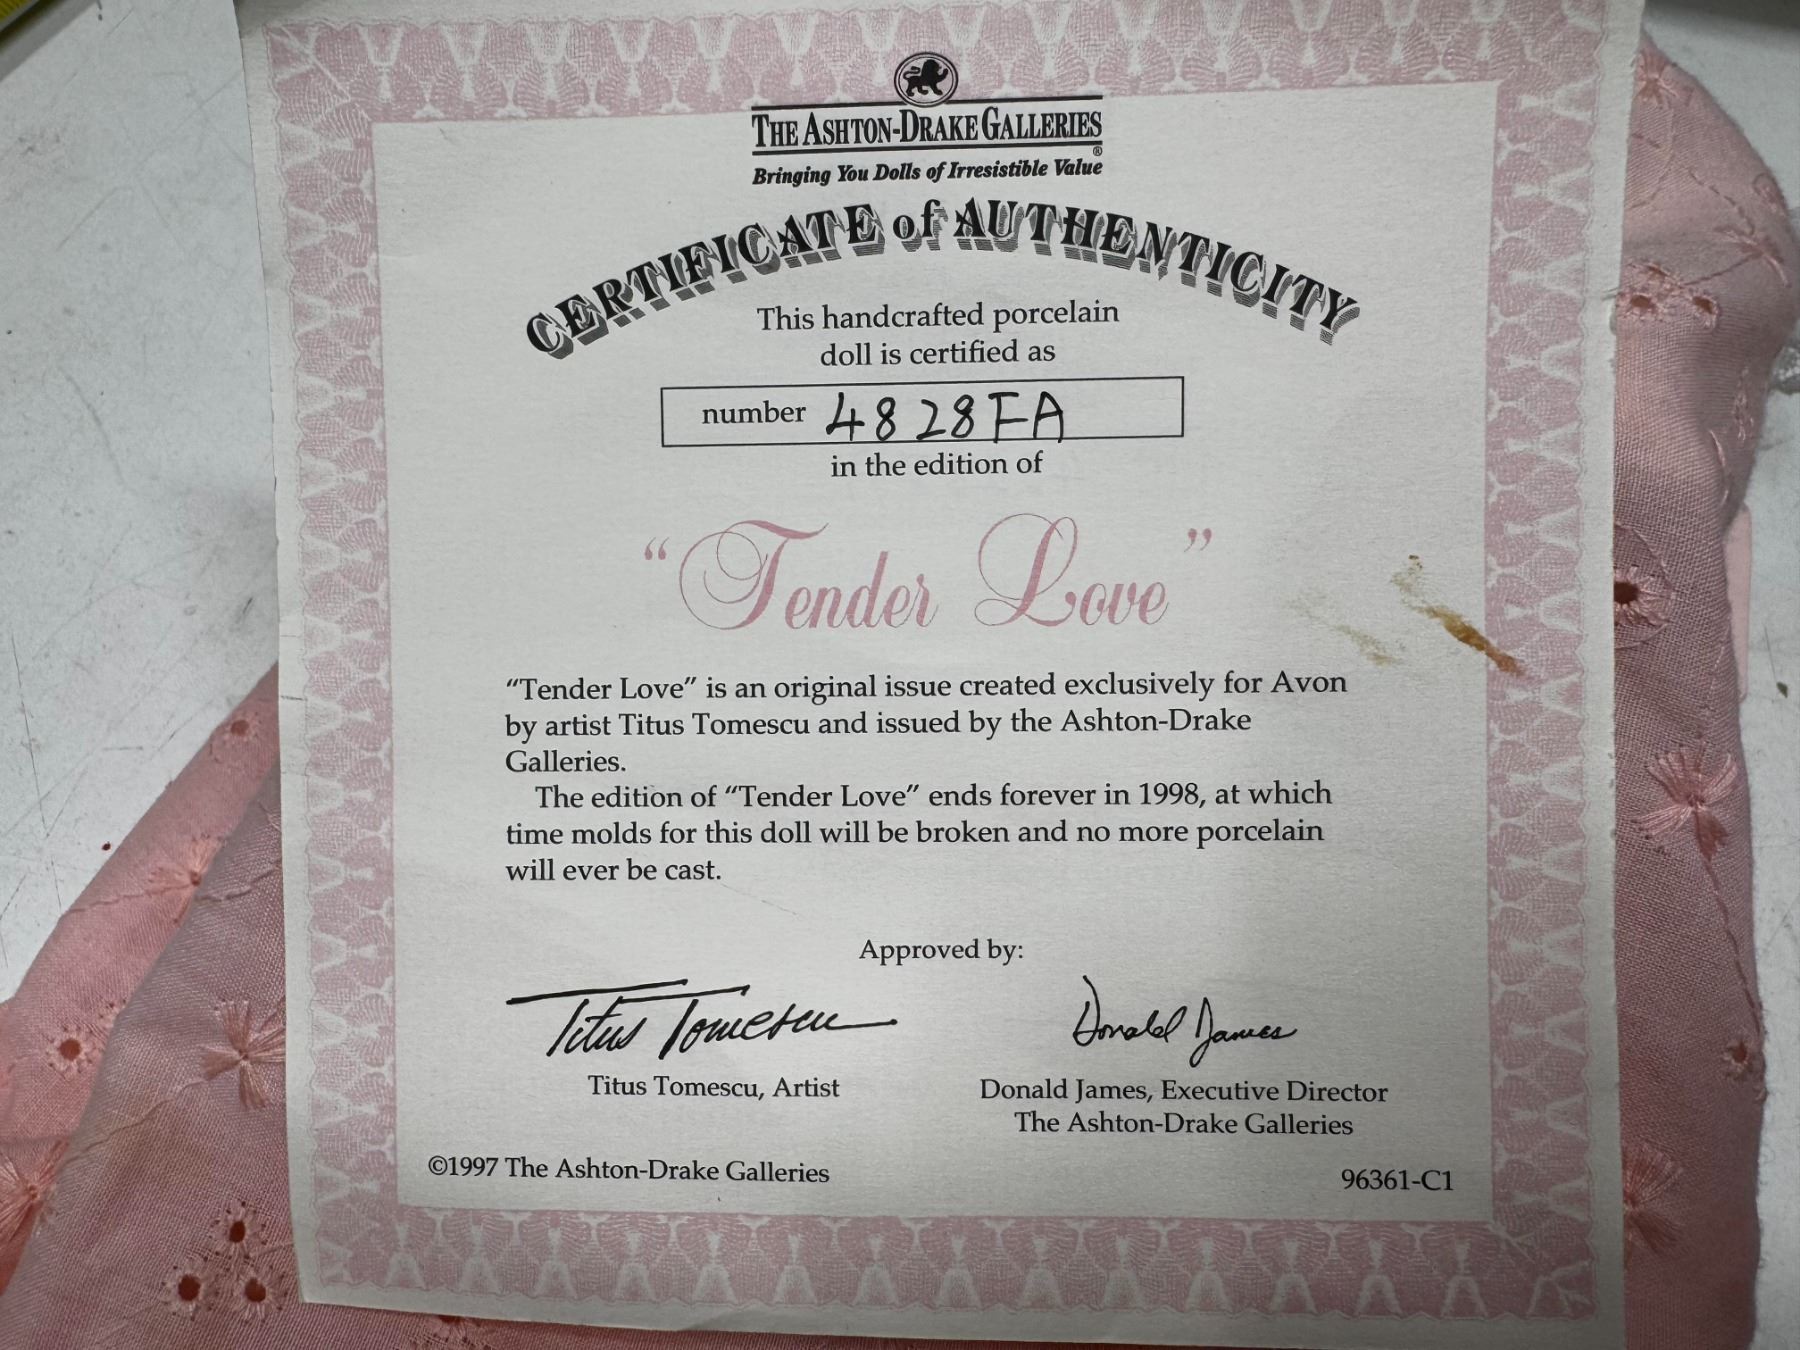 THE ASHTON-DRAKE GALLERIES
®
Bringing You Dolls of Irresistible Value
CERTIFICATE of AUTHENTICITY
This handcrafted porcelain
doll is certified as
number 4828FA
in the edition of
“Tender Love”
“Tender Love” is an original issue created exclusively for Avon
by artist Titus Tomescu and issued by the Ashton-Drake
Galleries.
The edition of “Tender Love” ends forever in 1998, at which
time molds for this doll will be broken and no more porcelain
will ever be cast.
Approved by:
Titus Tomescu Donald James
Titus Tomescu, Artist Donald James, Executive Director
The Ashton-Drake Galleries
©1997 The Ashton-Drake Galleries 96361-C1